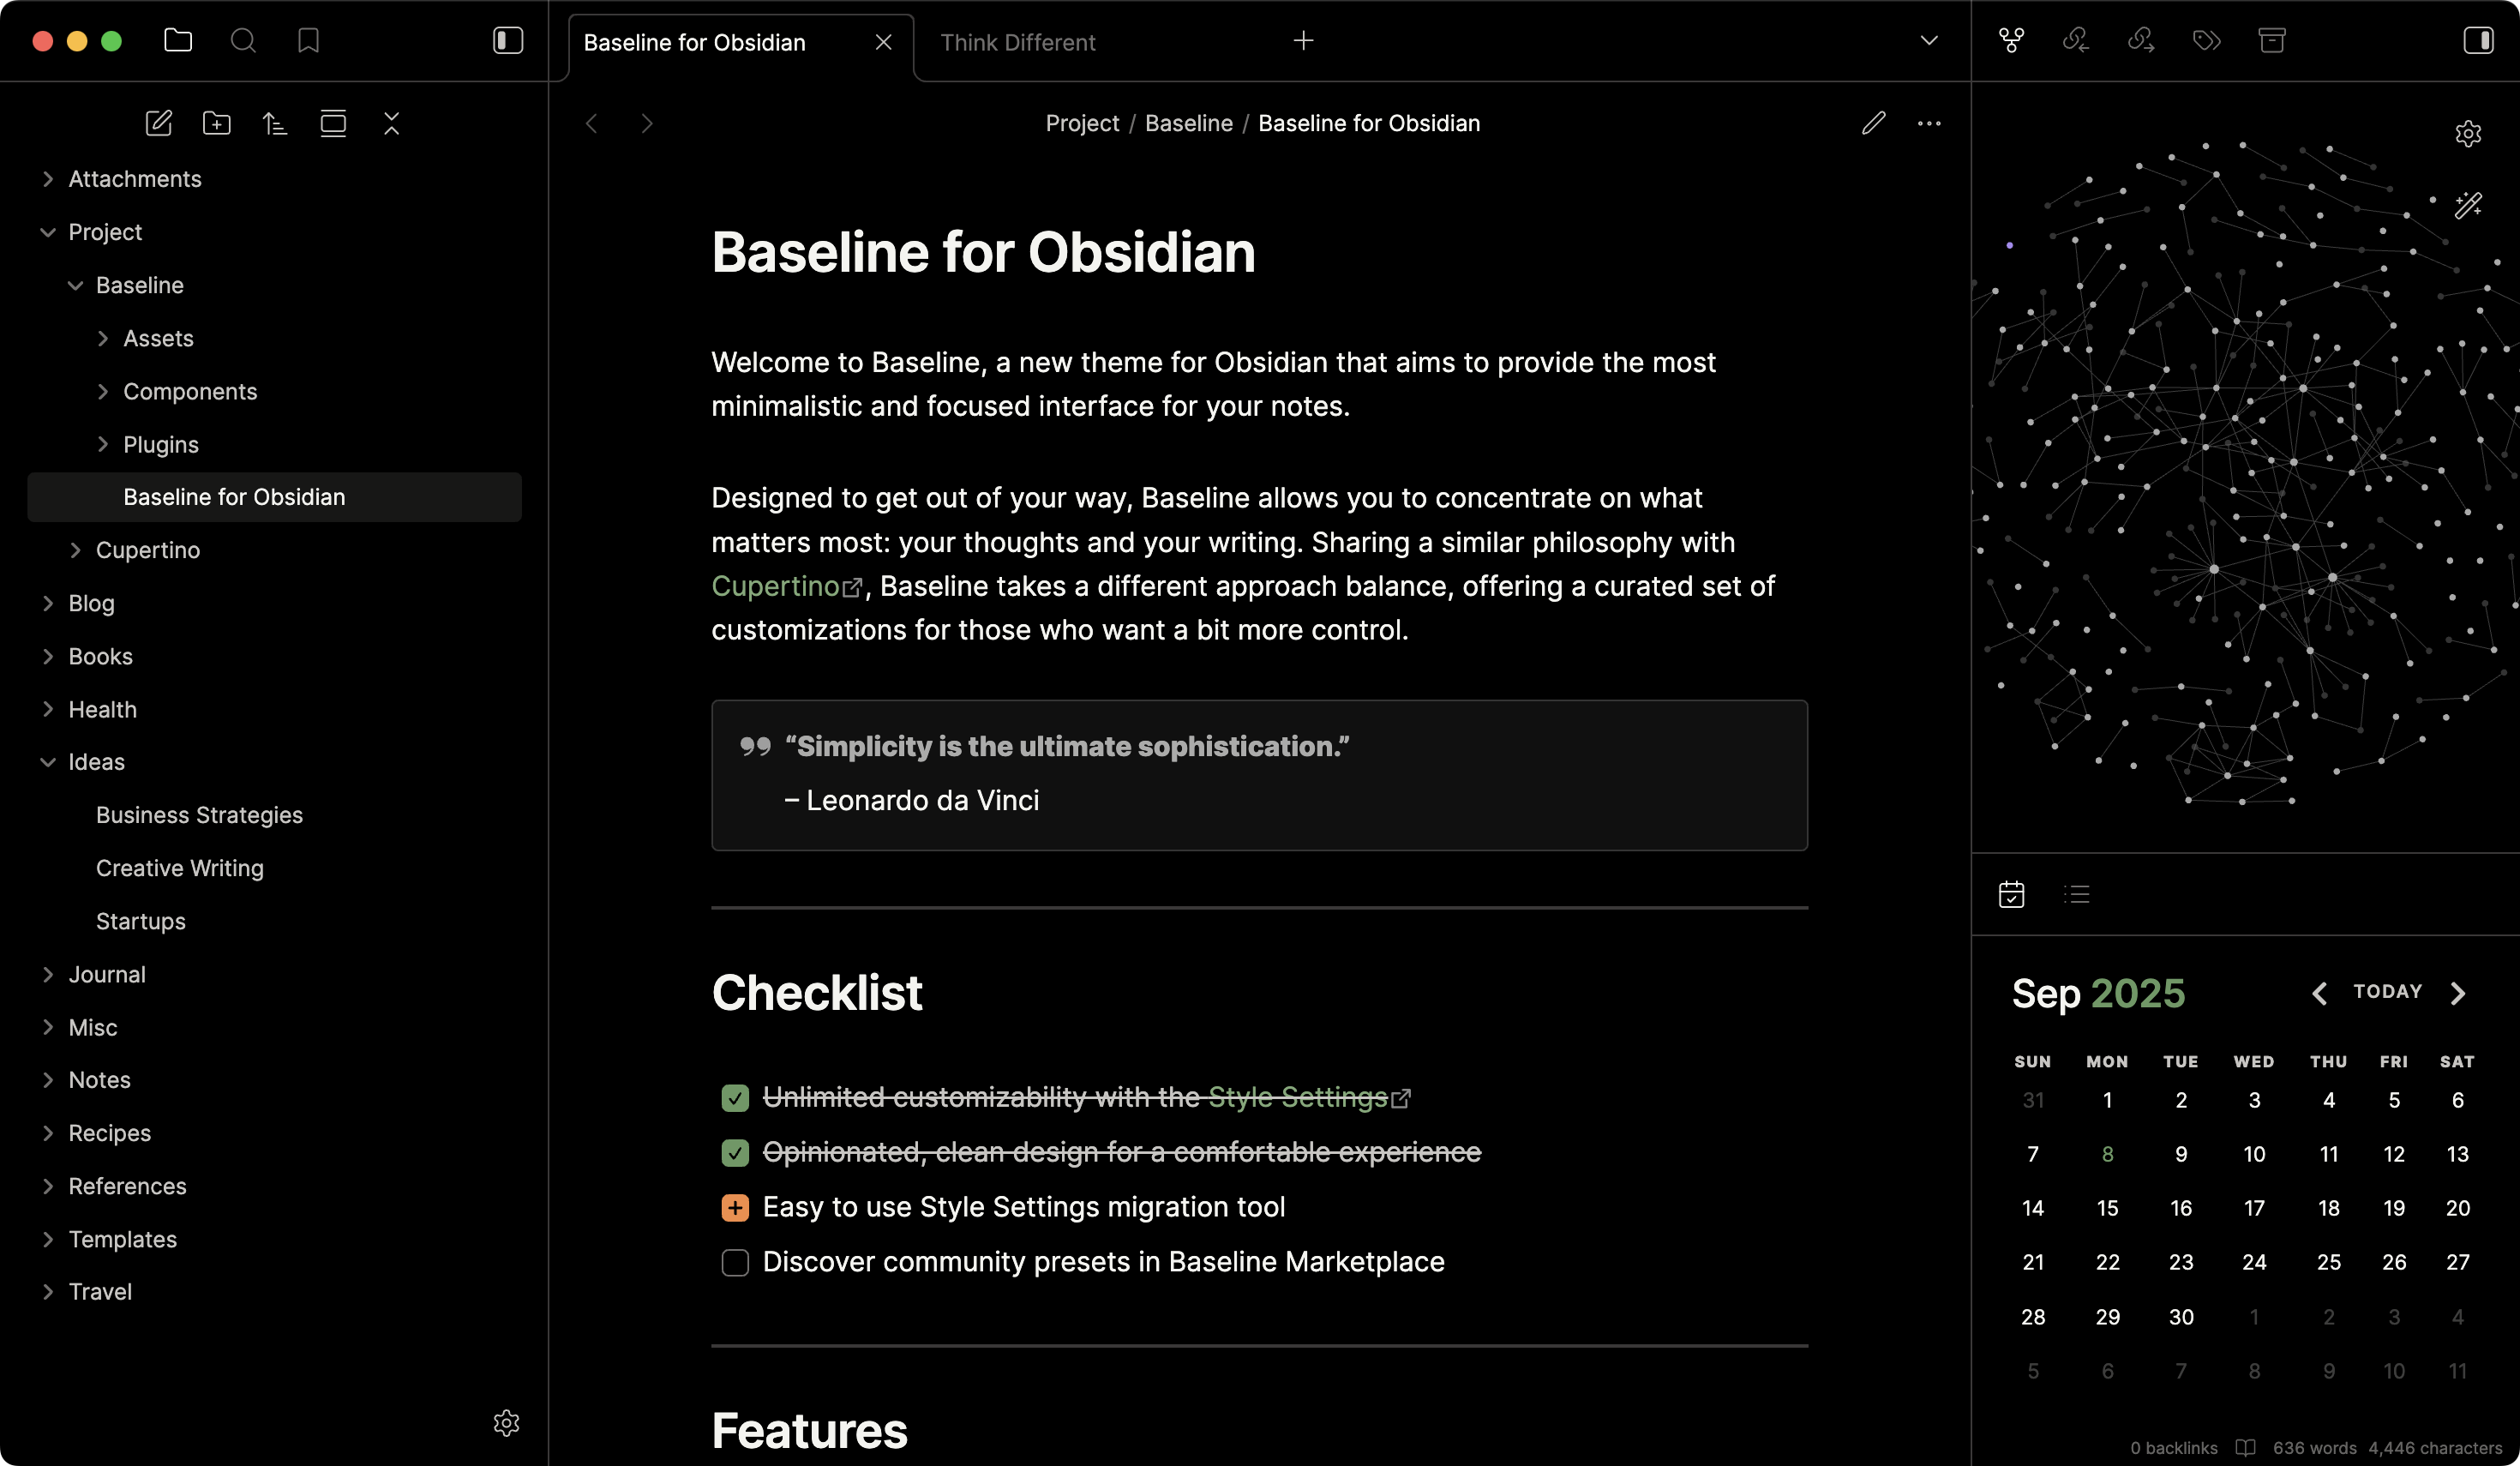 Baseline for Obsidian
Think Different
Attachments
Project
Baseline
Assets
Components
Plugins
Baseline for Obsidian
Cupertino
Blog
Books
Health
Ideas
Business Strategies
Creative Writing
Startups
Journal
Misc
Notes
Recipes
References
Templates
Travel
Project / Baseline / Baseline for Obsidian
Baseline for Obsidian
Welcome to Baseline, a new theme for Obsidian that aims to provide the most
minimalistic and focused interface for your notes.
Designed to get out of your way, Baseline allows you to concentrate on what
matters most: your thoughts and your writing. Sharing a similar philosophy with
Cupertino, Baseline takes a different approach balance, offering a curated set of
customizations for those who want a bit more control.
“Simplicity is the ultimate sophistication.”
– Leonardo da Vinci
Checklist
Unlimited customizability with the Style Settings
Opinionated, clean design for a comfortable experience
Easy to use Style Settings migration tool
Discover community presets in Baseline Marketplace
Features
Sep 2025
TODAY
SUN MON TUE WED THU FRI SAT
31 1 2 3 4 5 6
7 8 9 10 11 12 13
14 15 16 17 18 19 20
21 22 23 24 25 26 27
28 29 30 1 2 3 4
5 6 7 8 9 10 11
0 backlinks 636 words 4,446 characters